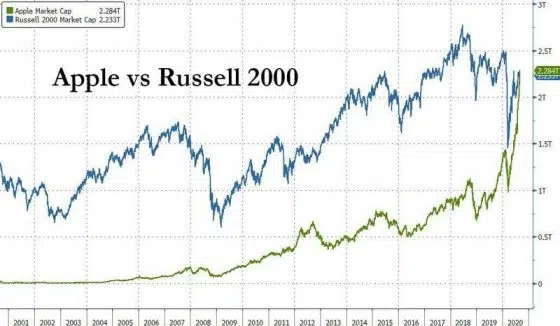 Apple Market Cap 2.284T
Russell 2000 Market Cap 2.233T
Apple vs Russell 2000
3T
2.5T
2.284T
2T
1.5T
1T
0.5T
0
2001 2002 2003 2004 2005 2006 2007 2008 2009 2010 2011 2012 2013 2014 2015 2016 2017 2018 2019 2020